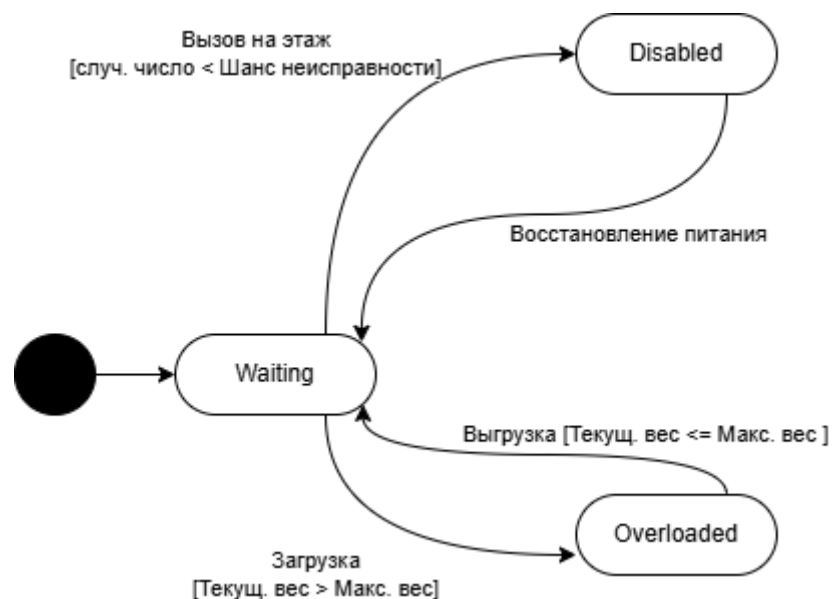 Вызов на этаж
[случ. число < Шанс неисправности]
Disabled
Восстановление питания
Waiting
Выгрузка [Текущ. вес <= Макс. вес ]
Overloaded
Загрузка
[Текущ. вес > Макс. вес]